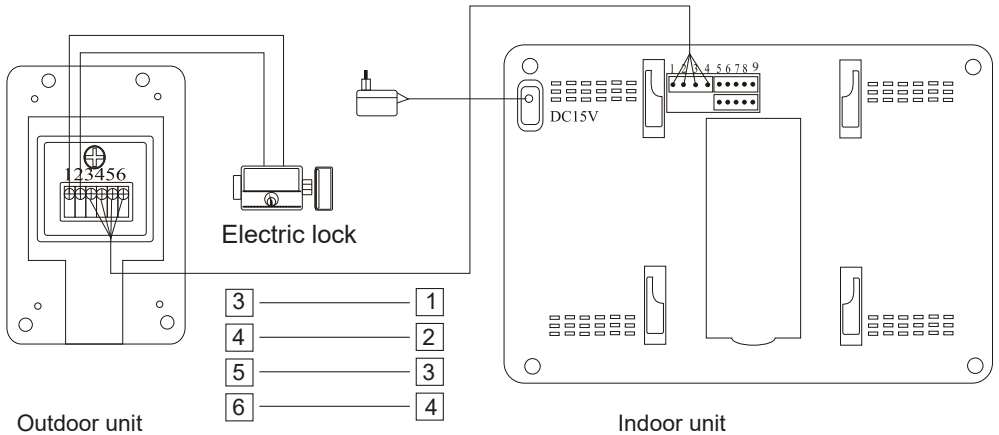 1 2 3 4 5 6 7 8 9
DC15V
123456
Electric lock
3 1
4 2
5 3
6 4
Outdoor unit
Indoor unit